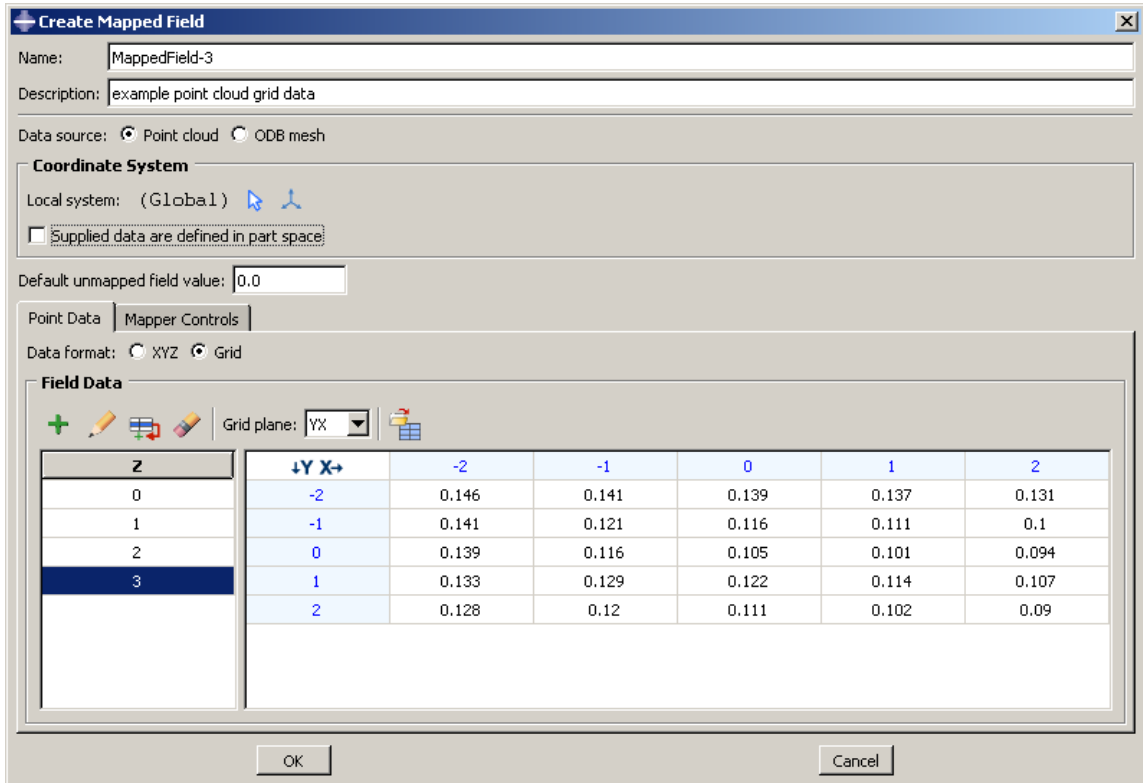 Create Mapped Field
Name: MappedField-3
Description: example point cloud grid data
Data source: Point cloud ODB mesh
Coordinate System
Local system: (Global)
Supplied data are defined in part space
Default unmapped field value: 0.0
Point Data Mapper Controls
Data format: XYZ Grid
Field Data
Grid plane: YX
Z ↓Y X→ -2 -1 0 1 2
0 -2 0.146 0.141 0.139 0.137 0.131
1 -1 0.141 0.121 0.116 0.111 0.1
2 0 0.139 0.116 0.105 0.101 0.094
3 1 0.133 0.129 0.122 0.114 0.107
2 0.128 0.12 0.111 0.102 0.09
OK Cancel